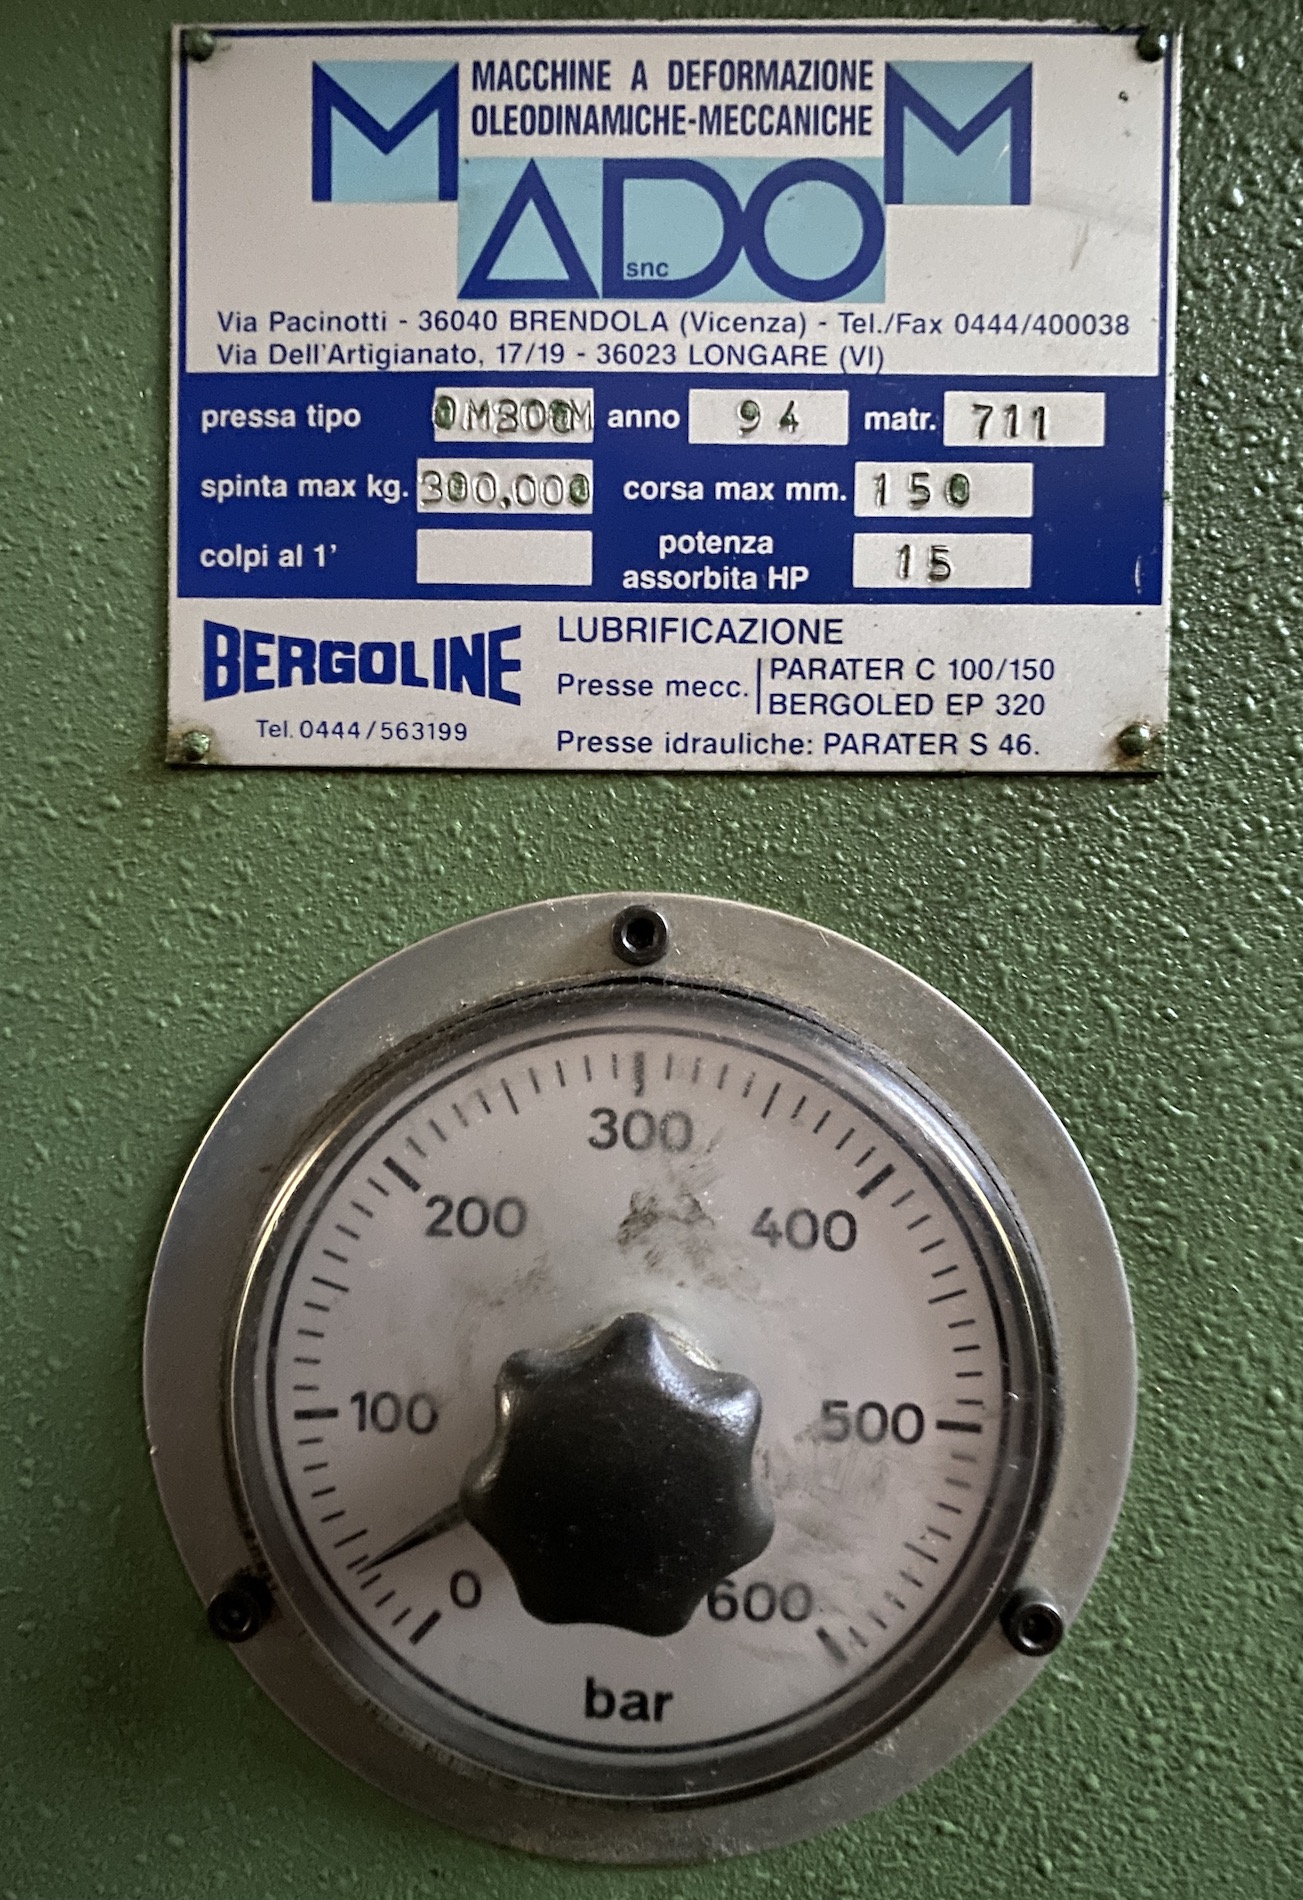 MACCHINE A DEFORMAZIONE
OLEODINAMICHE-MECCANICHE
MADOM
snc
Via Pacinotti - 36040 BRENDOLA (Vicenza) - Tel./Fax 0444/400038
Via Dell'Artigianato, 17/19 - 36023 LONGARE (VI)
pressa tipo OM300M anno 94 matr. 711
spinta max kg. 300,000 corsa max mm. 150
colpi al 1' potenza assorbita HP 15
BERGOLINE
Tel. 0444/563199
LUBRIFICAZIONE
Presse mecc. PARATER C 100/150
BERGOLED EP 320
Presse idrauliche: PARATER S 46.
0
100
200
300
400
500
600
bar